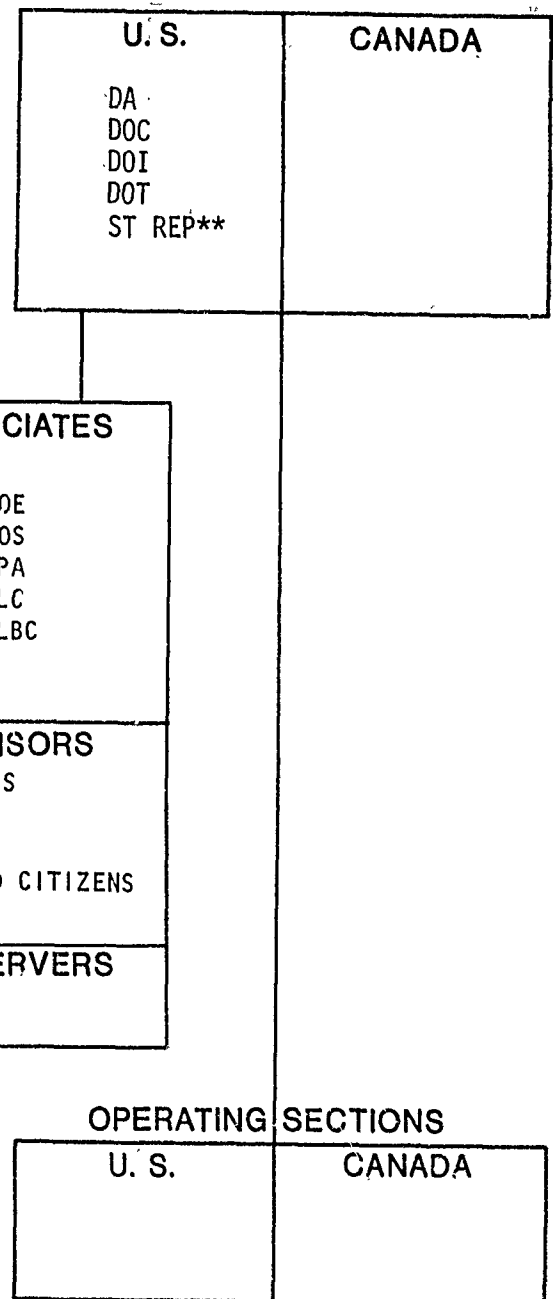 U.S. CANADA
DA
DOC
DOI
DOT
ST REP**
CIATES
OE
OS
PA
LC
LBC
ISORS
S
CITIZENS
ERVERS
OPERATING SECTIONS
U. S. CANADA